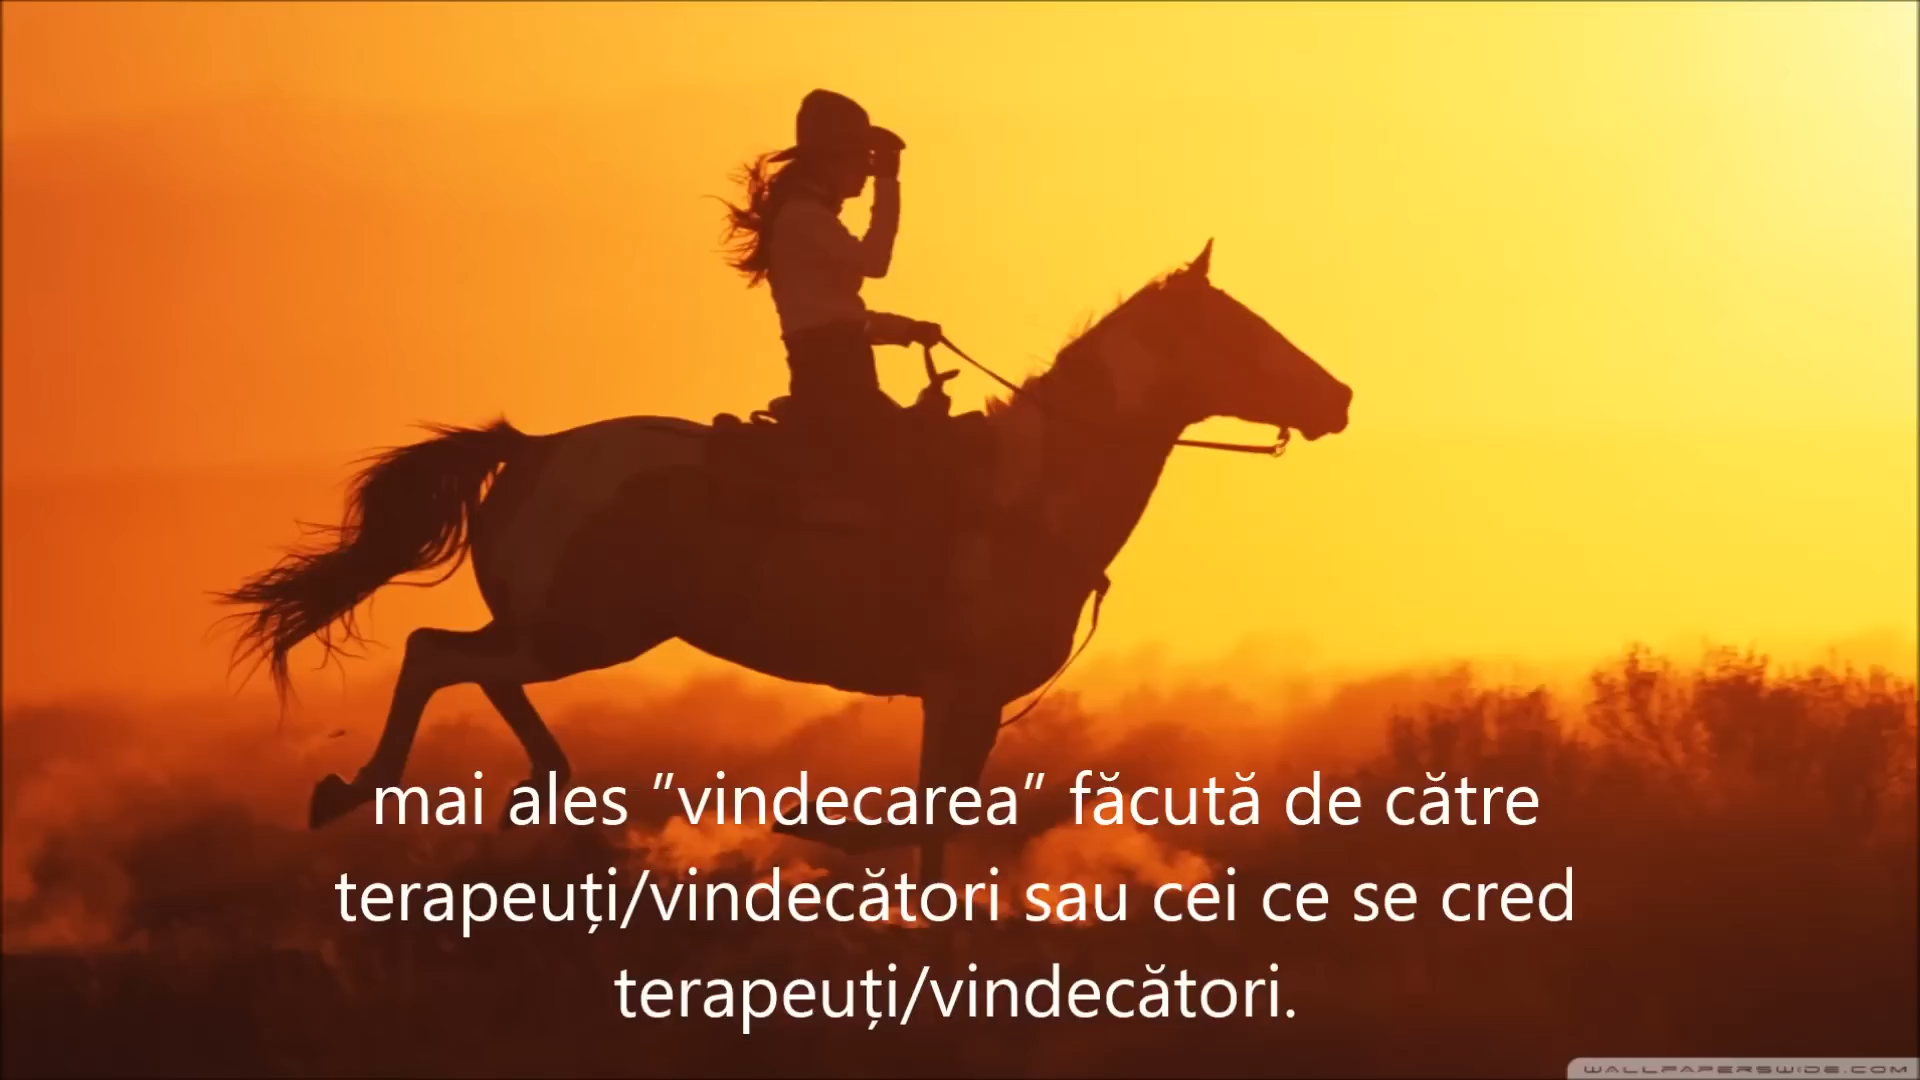 mai ales ”vindecarea” făcută de către
terapeuți/vindecători sau cei ce se cred
terapeuți/vindecători.
WALLPAPERSWIDE.COM